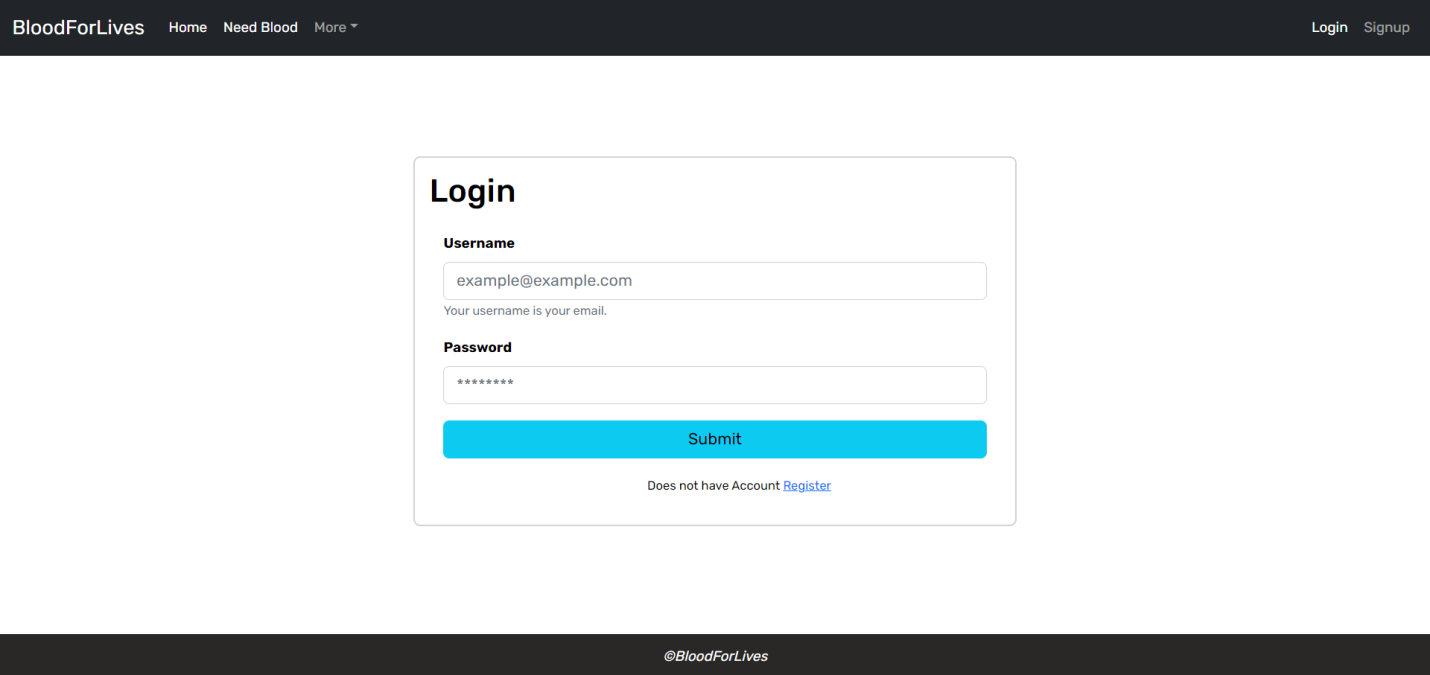 BloodForLives Home Need Blood More Login Signup
Login
Username
example@example.com
Your username is your email.
Password
********
Submit
Does not have Account Register
©BloodForLives